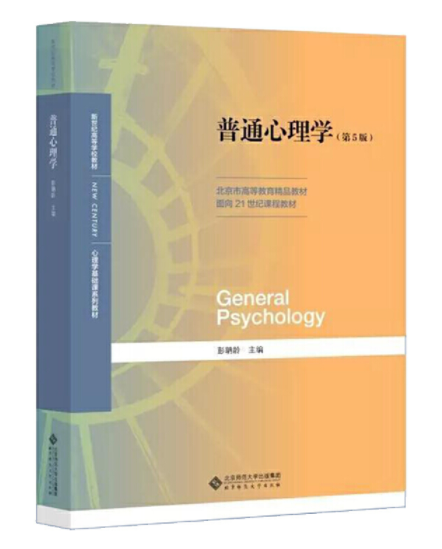 普通心理学
彭聃龄 主编
新世纪高等学校教材 NEW CENTURY 心理学基础课系列教材
普通心理学(第5版)
北京市高等教育精品教材
面向21世纪课程教材
General
Psychology
彭聃龄 主编
北京师范大学出版集团
北京师范大学出版社